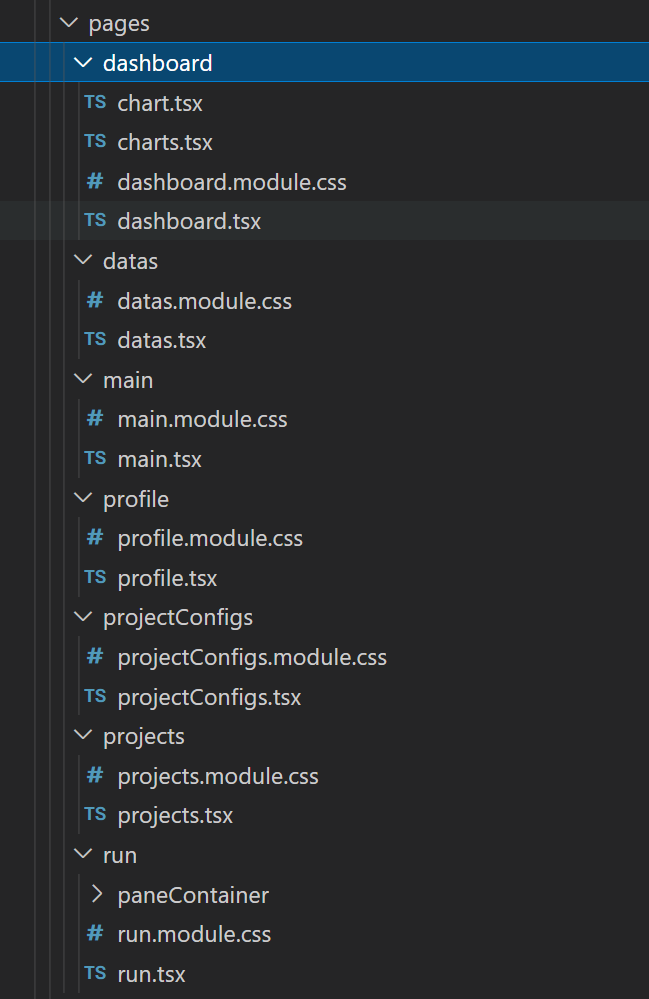 pages
dashboard
TS chart.tsx
TS charts.tsx
# dashboard.module.css
TS dashboard.tsx
datas
# datas.module.css
TS datas.tsx
main
# main.module.css
TS main.tsx
profile
# profile.module.css
TS profile.tsx
projectConfigs
# projectConfigs.module.css
TS projectConfigs.tsx
projects
# projects.module.css
TS projects.tsx
run
paneContainer
# run.module.css
TS run.tsx